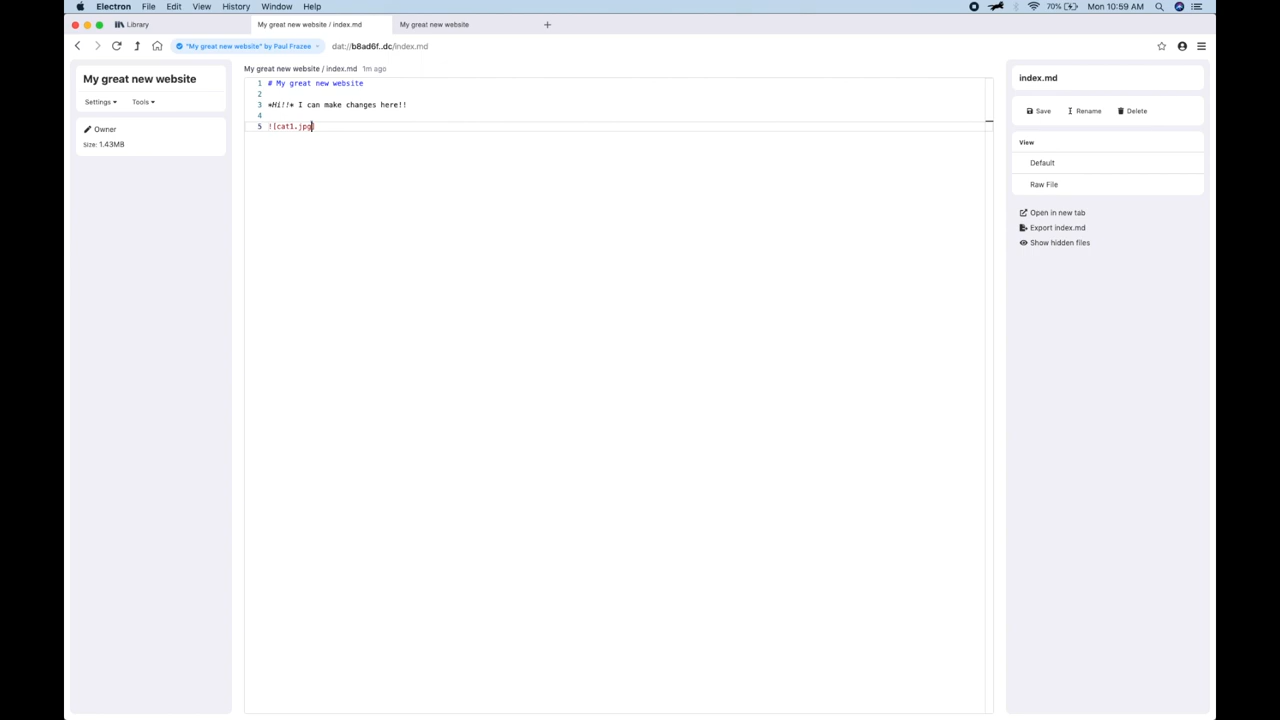 Electron File Edit View History Window Help 70% Mon 10:59 AM
Library My great new website / index.md My great new website
"My great new website" by Paul Frazee dat://b8ad6f..dc/index.md
My great new website
Settings Tools
Owner
Size: 1.43MB
My great new website / index.md 1m ago
1 # My great new website
2
3 *Hi!!* I can make changes here!!
4
5 ![cat1.jpg]
index.md
Save Rename Delete
View
Default
Raw File
Open in new tab
Export index.md
Show hidden files